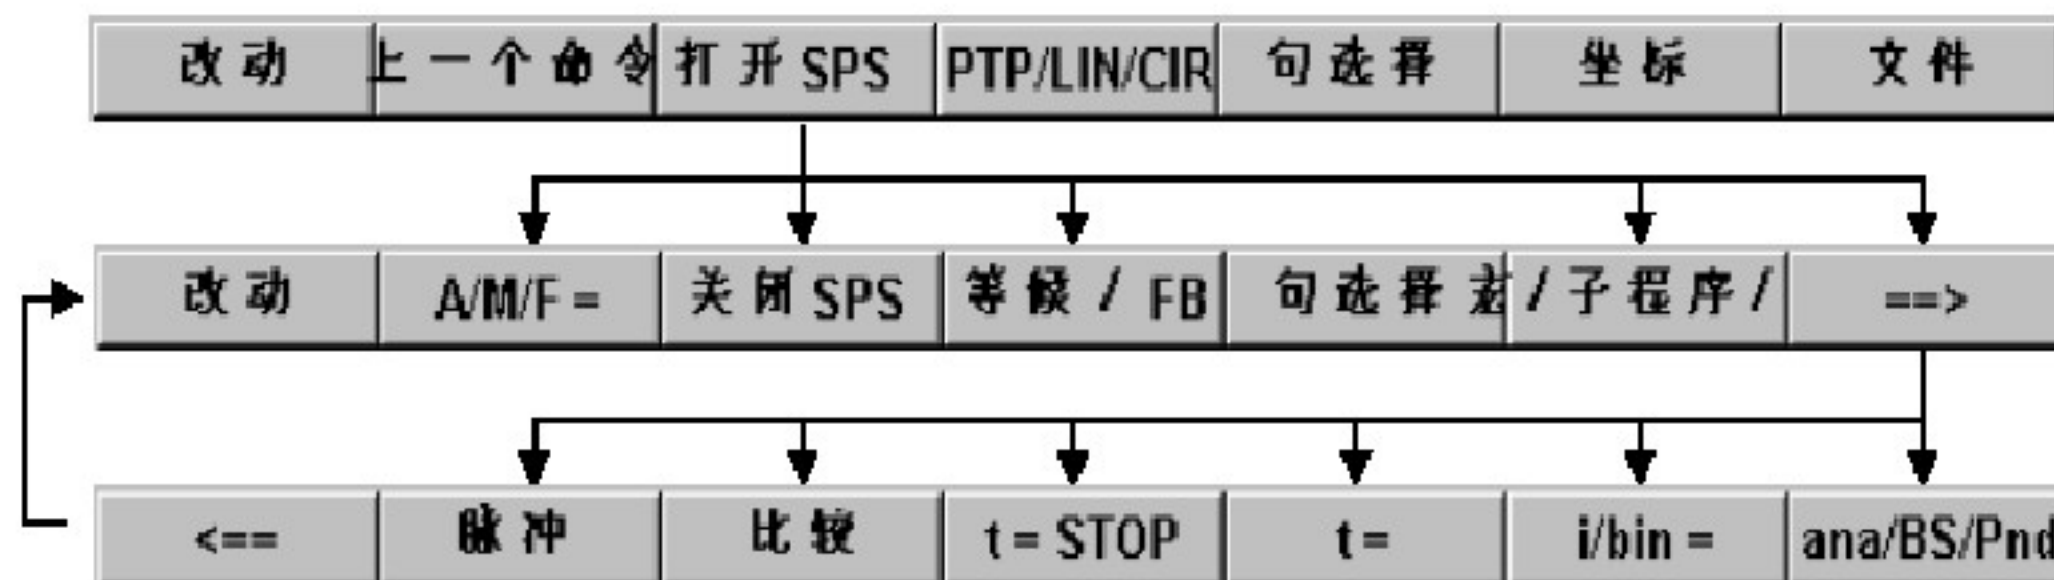 改动 上一个命令 打开SPS PTP/LIN/CIR 句选择 坐标 文件
改动 A/M/F = 关闭SPS 等候 / FB 句选择 /子程序/ ==>
<== 脉冲 比较 t = STOP t = i/bin = ana/BS/Pnd